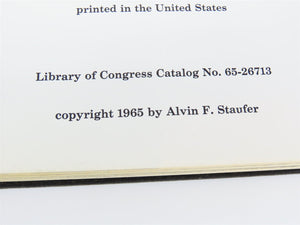 printed in the United States
Library of Congress Catalog No. 65-26713
copyright 1965 by Alvin F. Staufer